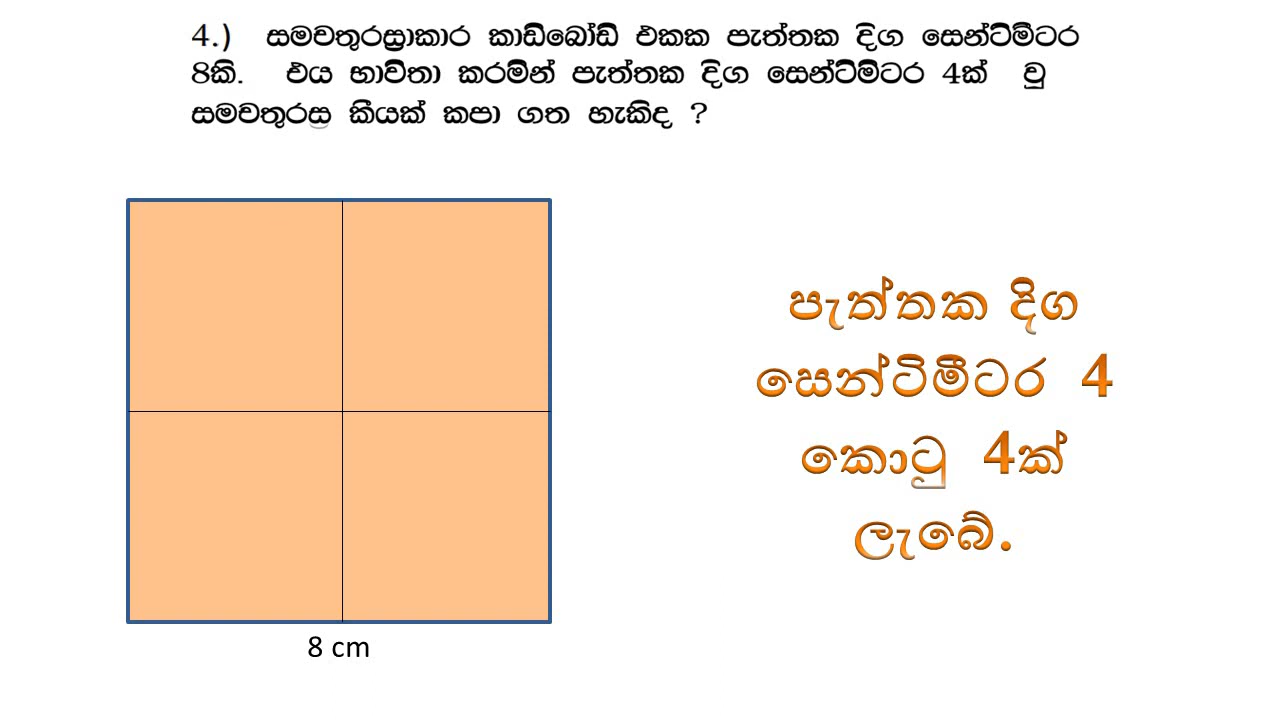 4.) සමචතුරස්‍රාකාර කාඩ්බෝඩ් එකක පැත්තක දිග සෙන්ටිමීටර
8කි. එය භාවිතා කරමින් පැත්තක දිග සෙන්ටිමිටර 4ක් වු
සමචතුරස්‍ර කීයක් කපා ගත හැකිද ?
පැත්තක දිග
සෙන්ටිමීටර 4
කොටු 4ක්
ලැබේ.
8 cm